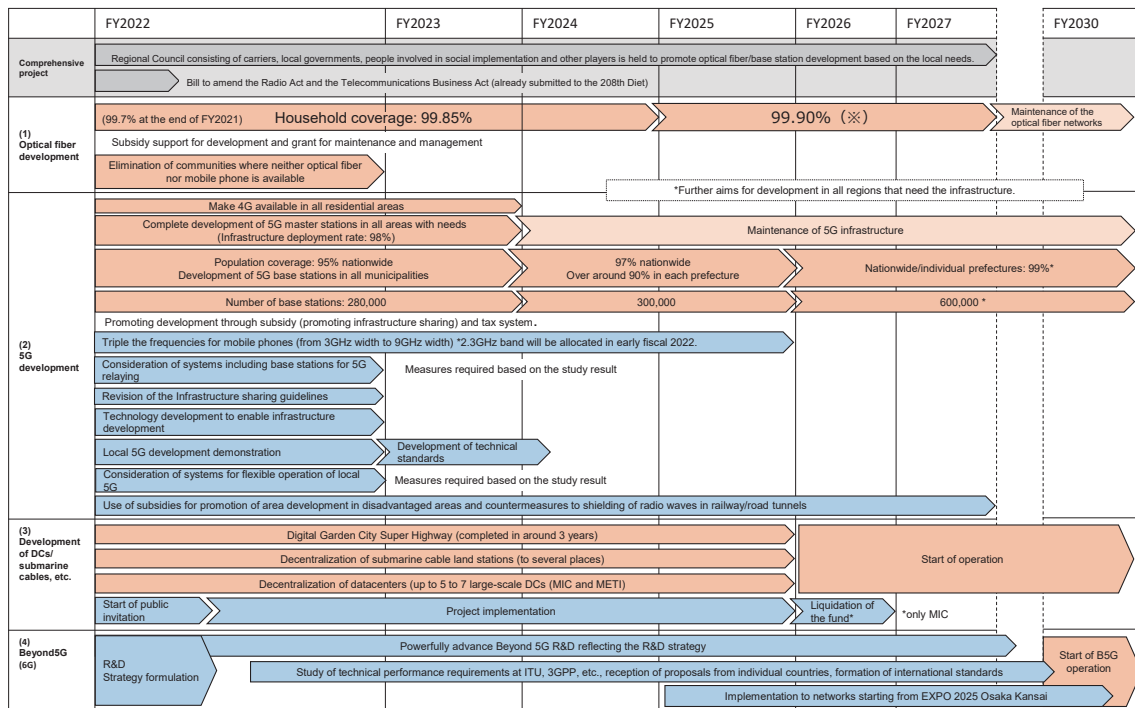 FY2022 FY2023 FY2024 FY2025 FY2026 FY2027 FY2030
Comprehensive
project
Regional Council consisting of carriers, local governments, people involved in social implementation and other players is held to promote optical fiber/base station development based on the local needs.
Bill to amend the Radio Act and the Telecommunications Business Act (already submitted to the 208th Diet)
(1)
Optical fiber
development
(99.7% at the end of FY2021) Household coverage: 99.85%
99.90% (※)
Maintenance of the
optical fiber networks
Subsidy support for development and grant for maintenance and management
Elimination of communities where neither optical fiber
nor mobile phone is available
*Further aims for development in all regions that need the infrastructure.
(2)
5G
development
Make 4G available in all residential areas
Complete development of 5G master stations in all areas with needs
(Infrastructure deployment rate: 98%)
Maintenance of 5G infrastructure
Population coverage: 95% nationwide
Development of 5G base stations in all municipalities
97% nationwide
Over around 90% in each prefecture
Nationwide/individual prefectures: 99%*
Number of base stations: 280,000
300,000
600,000 *
Promoting development through subsidy (promoting infrastructure sharing) and tax system.
Triple the frequencies for mobile phones (from 3GHz width to 9GHz width) *2.3GHz band will be allocated in early fiscal 2022.
Consideration of systems including base stations for 5G
relaying
Measures required based on the study result
Revision of the Infrastructure sharing guidelines
Technology development to enable infrastructure
development
Local 5G development demonstration
Development of technical
standards
Consideration of systems for flexible operation of local
5G
Measures required based on the study result
Use of subsidies for promotion of area development in disadvantaged areas and countermeasures to shielding of radio waves in railway/road tunnels
(3)
Development
of DCs/
submarine
cables, etc.
Digital Garden City Super Highway (completed in around 3 years)
Decentralization of submarine cable land stations (to several places)
Decentralization of datacenters (up to 5 to 7 large-scale DCs (MIC and METI)
Start of operation
Start of public
invitation
Project implementation
Liquidation of
the fund*
*only MIC
(4)
Beyond5G
(6G)
R&D
Strategy formulation
Powerfully advance Beyond 5G R&D reflecting the R&D strategy
Study of technical performance requirements at ITU, 3GPP, etc., reception of proposals from individual countries, formation of international standards
Implementation to networks starting from EXPO 2025 Osaka Kansai
Start of B5G
operation